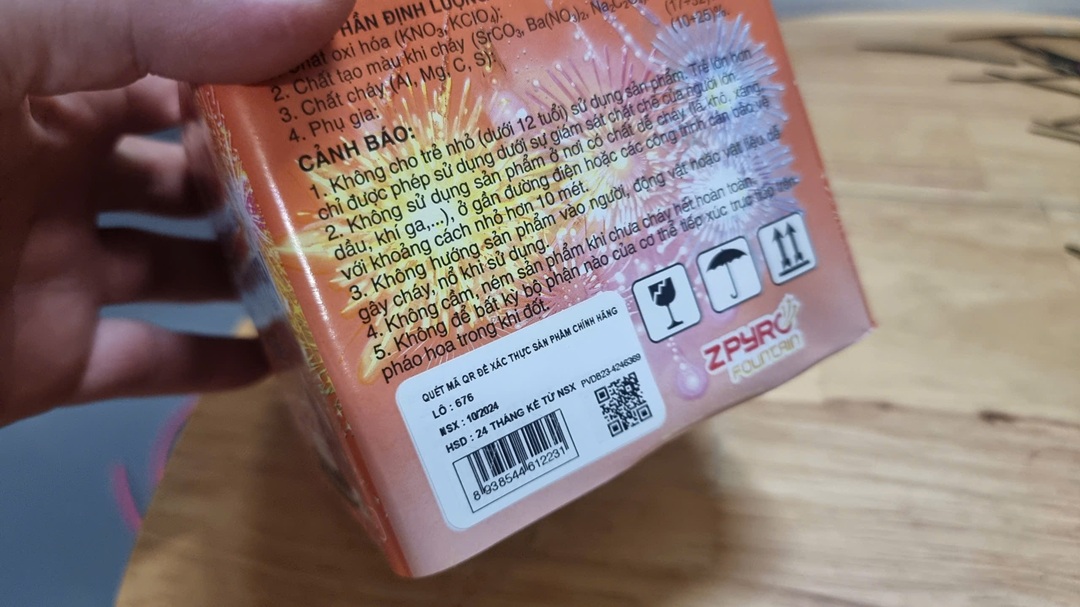 HẦN ĐỊNH LƯỢNG
Chất oxi hóa (KNO3, KClO4):
2. Chất tạo màu khi cháy (SrCO3, Ba(NO3)2, Na2C2O4)
(10÷25)%
3. Chất cháy (Al, Mg, C, S):
4. Phụ gia:
CẢNH BÁO:
1. Không cho trẻ nhỏ (dưới 12 tuổi) sử dụng sản phẩm. Trẻ lớn hơn
chỉ được phép sử dụng dưới sự giám sát chặt chẽ của người lớn.
2. Không sử dụng sản phẩm ở nơi có chất dễ cháy (lá khô, xăng,
dầu, khí ga,...), ở gần đường điện hoặc các công trình cần bảo vệ
với khoảng cách nhỏ hơn 10 mét.
3. Không hướng sản phẩm vào người, động vật hoặc vật liệu dễ
gây cháy, nổ khi sử dụng.
4. Không cầm, ném sản phẩm khi chưa cháy hết hoàn toàn.
5. Không để bất kỳ bộ phận nào của cơ thể tiếp xúc trực tiếp trên
pháo hoa trong khi đốt.
QUÉT MÃ QR ĐỂ XÁC THỰC SẢN PHẨM CHÍNH HÃNG
LÔ : 676
NSX : 10/2024
HSD : 24 THÁNG KỂ TỪ NSX
PVDB23-4246369
8 938544 612231
ZPYRO
FOUNTAIN